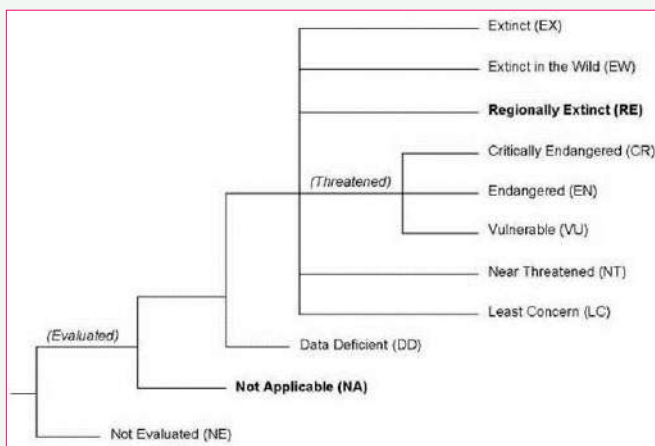 Extinct (EX)
Extinct in the Wild (EW)
Regionally Extinct (RE)
Critically Endangered (CR)
(Threatened)
Endangered (EN)
Vulnerable (VU)
Near Threatened (NT)
Least Concern (LC)
(Evaluated)
Data Deficient (DD)
Not Applicable (NA)
Not Evaluated (NE)